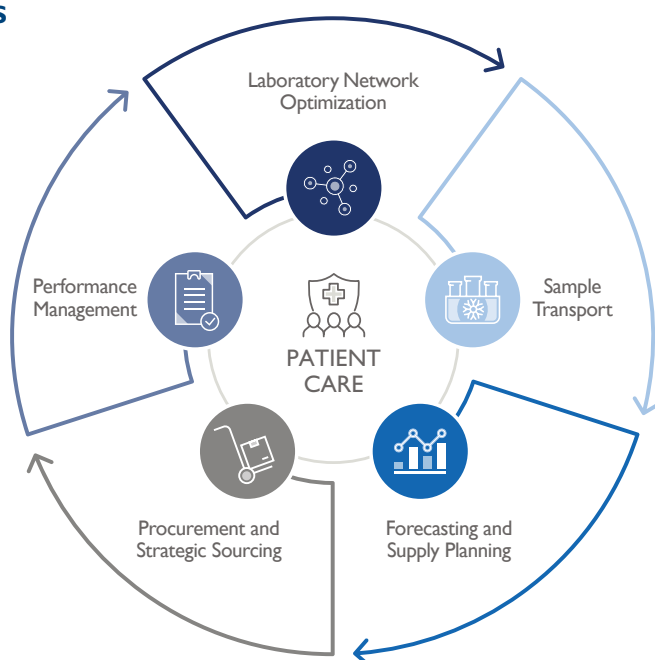 s
Laboratory Network
Optimization
Performance
Management
Sample
Transport
PATIENT
CARE
Procurement and
Strategic Sourcing
Forecasting and
Supply Planning